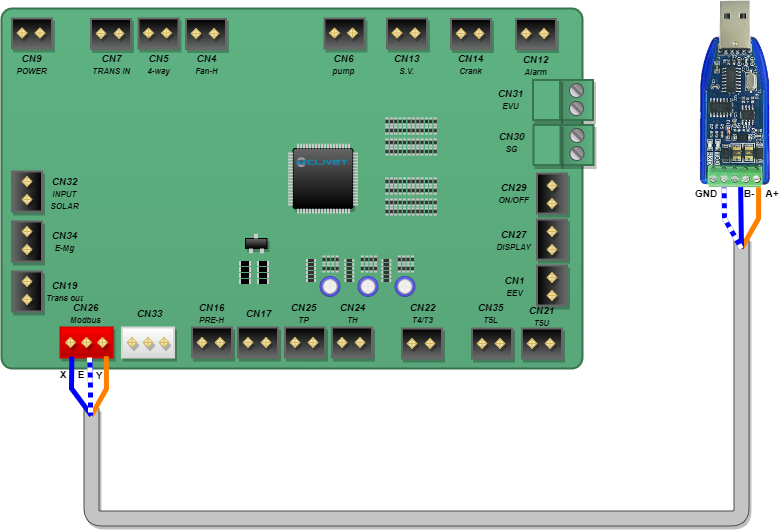 CN9
POWER
CN7
TRANS IN
CN5
4-way
CN4
Fan-H
CN6
pump
CN13
S.V.
CN14
Crank
CN12
Alarm
CN31
EVU
CN30
SG
CLIVET
CN32
INPUT
SOLAR
CN29
ON/OFF
CN34
E-Mg
CN27
DISPLAY
CN19
Trans out
CN1
EEV
CN26
Modbus
CN33
CN16
PRE-H
CN17
CN25
TP
CN24
TH
CN22
T4/T3
CN35
T5L
CN21
T5U
X
E
Y
GND
B-
A+